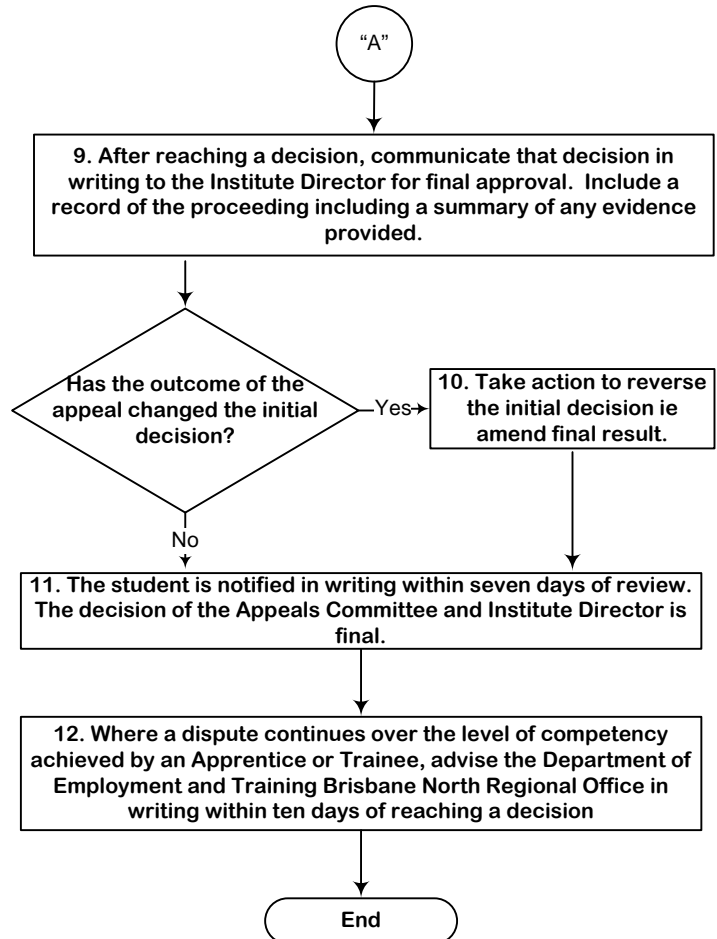 “A”
9. After reaching a decision, communicate that decision in
writing to the Institute Director for final approval.  Include a
record of the proceeding including a summary of any evidence
provided.
Has the outcome of the
appeal changed the initial
decision?
Yes
10. Take action to reverse
the initial decision ie
amend final result.
No
11. The student is notified in writing within seven days of review.
The decision of the Appeals Committee and Institute Director is
final.
12. Where a dispute continues over the level of competency
achieved by an Apprentice or Trainee, advise the Department of
Employment and Training Brisbane North Regional Office in
writing within ten days of reaching a decision
End